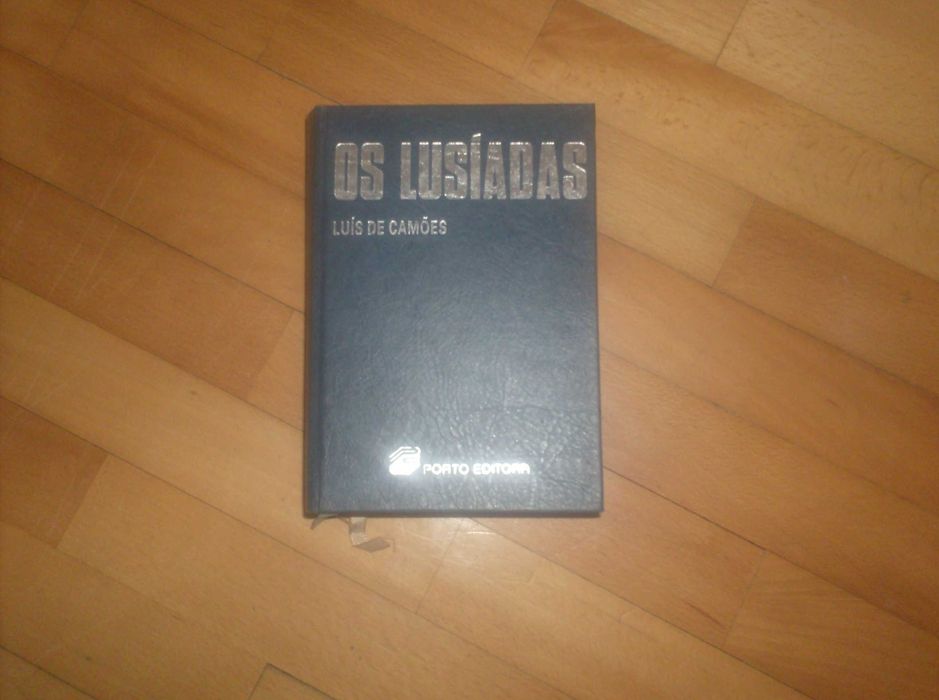 OS LUSÍADAS
LUÍS DE CAMÕES
PORTO EDITORA